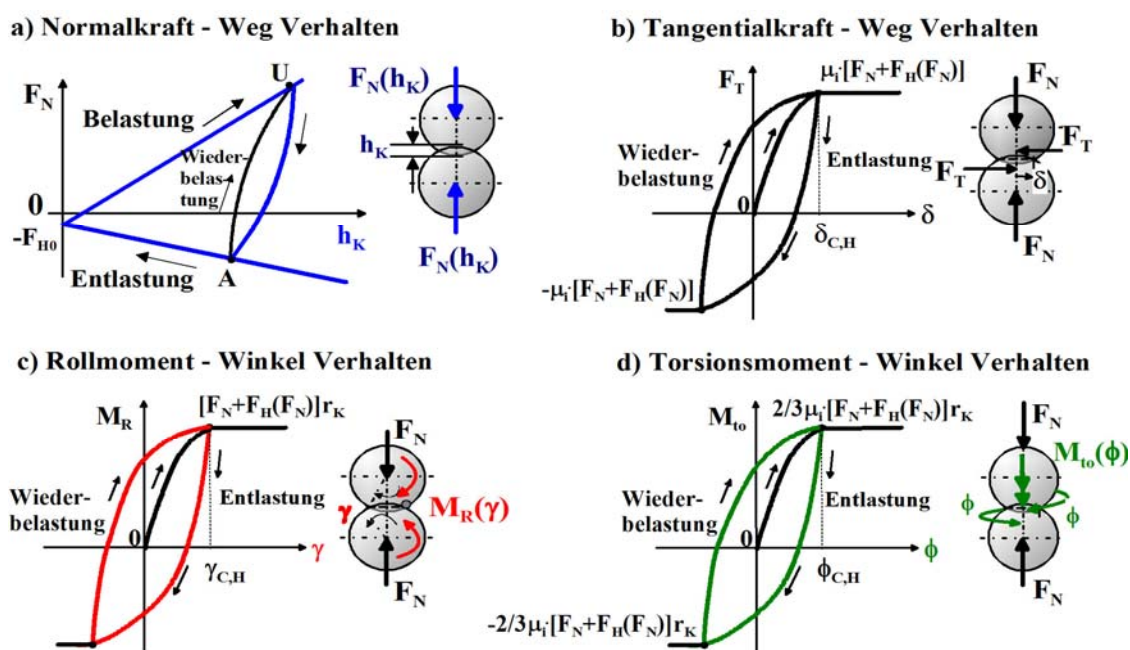 a) Normalkraft - Weg Verhalten
F_N
U
Belastung
Wieder-
belas-
tung
0
-F_H0
h_K
Entlastung
A
F_N(h_K)
h_K
F_N(h_K)
b) Tangentialkraft - Weg Verhalten
F_T
μ_i·[F_N+F_H(F_N)]
Wieder-
belastung
Entlastung
0
δ
δ_C,H
-μ_i·[F_N+F_H(F_N)]
F_N
F_T
F_T
δ
F_N
c) Rollmoment - Winkel Verhalten
M_R
[F_N+F_H(F_N)]r_K
Wieder-
belastung
Entlastung
0
γ
γ_C,H
F_N
γ
M_R(γ)
F_N
d) Torsionsmoment - Winkel Verhalten
M_to
2/3μ_i·[F_N+F_H(F_N)]r_K
Wieder-
belastung
Entlastung
0
ϕ
ϕ_C,H
-2/3μ_i·[F_N+F_H(F_N)]r_K
F_N
M_to(ϕ)
ϕ
ϕ
F_N